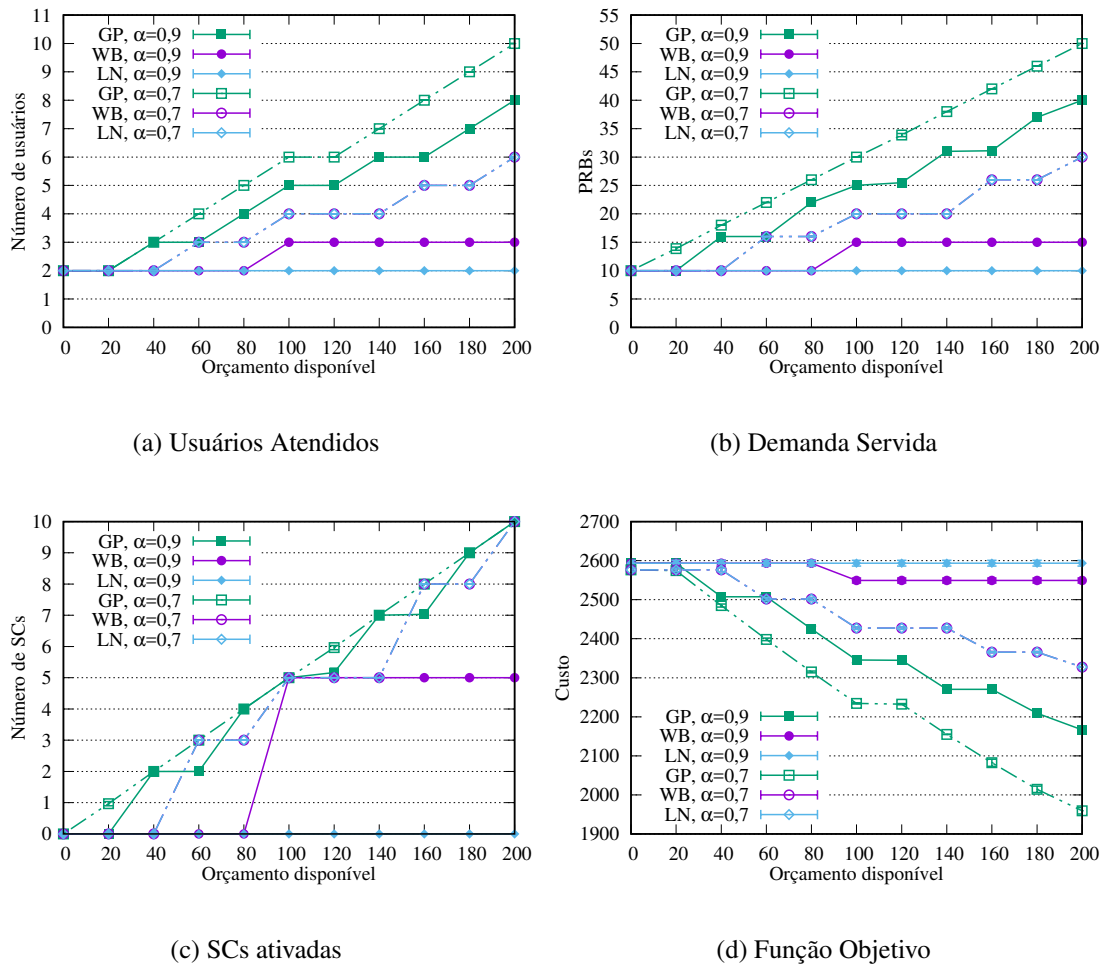 Número de usuários
11
10
9
8
7
6
5
4
3
2
1
0
GP, α=0,9
WB, α=0,9
LN, α=0,9
GP, α=0,7
WB, α=0,7
LN, α=0,7
0 20 40 60 80 100 120 140 160 180 200
Orçamento disponível
(a) Usuários Atendidos
PRBs
55
50
45
40
35
30
25
20
15
10
5
0
GP, α=0,9
WB, α=0,9
LN, α=0,9
GP, α=0,7
WB, α=0,7
LN, α=0,7
0 20 40 60 80 100 120 140 160 180 200
Orçamento disponível
(b) Demanda Servida
Número de SCs
10
9
8
7
6
5
4
3
2
1
0
GP, α=0,9
WB, α=0,9
LN, α=0,9
GP, α=0,7
WB, α=0,7
LN, α=0,7
0 20 40 60 80 100 120 140 160 180 200
Orçamento disponível
(c) SCs ativadas
Custo
2700
2600
2500
2400
2300
2200
2100
2000
1900
GP, α=0,9
WB, α=0,9
LN, α=0,9
GP, α=0,7
WB, α=0,7
LN, α=0,7
0 20 40 60 80 100 120 140 160 180 200
Orçamento disponível
(d) Função Objetivo